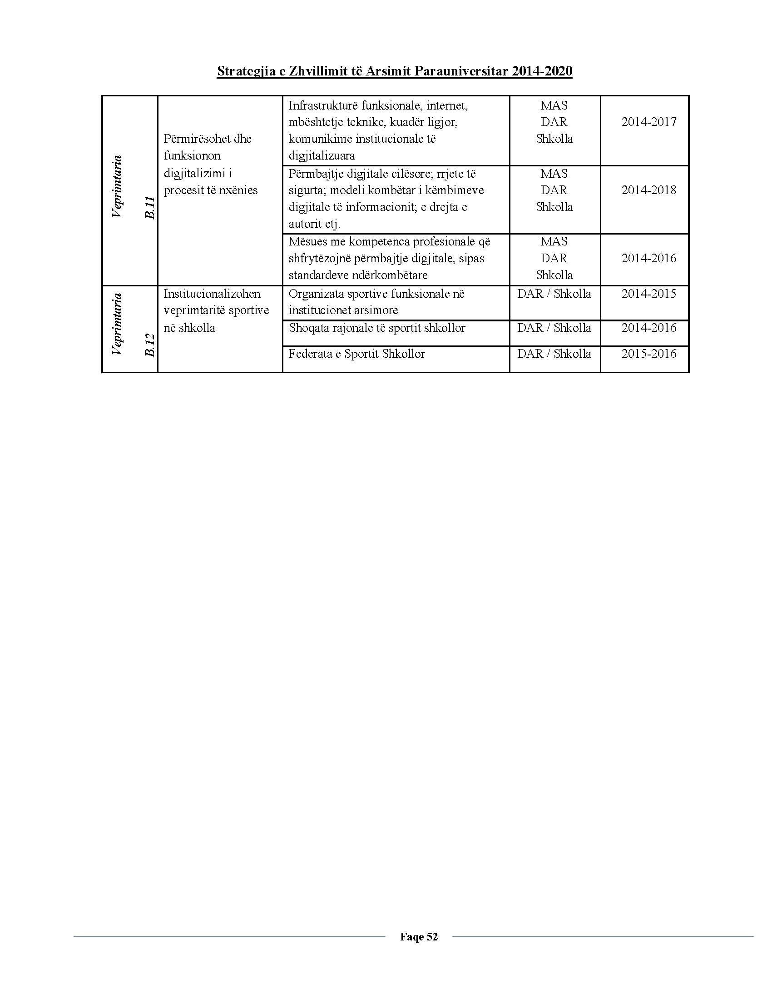 Strategjia e Zhvillimit të Arsimit Parauniversitar 2014-2020
Veprimtaria
B.11
Përmirësohet dhe
funksionon
digjitalizimi i
procesit të nxënies
Infrastrukturë funksionale, internet,
mbështetje teknike, kuadër ligjor,
komunikime institucionale të
digjitalizuara
MAS
DAR
Shkolla
2014-2017
Përmbajtje digjitale cilësore; rrjete të
sigurta; modeli kombëtar i këmbimeve
digjitale të informacionit; e drejta e
autorit etj.
MAS
DAR
Shkolla
2014-2018
Mësues me kompetenca profesionale që
shfrytëzojnë përmbajtje digjitale, sipas
standardeve ndërkombëtare
MAS
DAR
Shkolla
2014-2016
Veprimtaria
B.12
Institucionalizohen
veprimtaritë sportive
në shkolla
Organizata sportive funksionale në
institucionet arsimore
DAR / Shkolla
2014-2015
Shoqata rajonale të sportit shkollor
DAR / Shkolla
2014-2016
Federata e Sportit Shkollor
DAR / Shkolla
2015-2016
Faqe 52